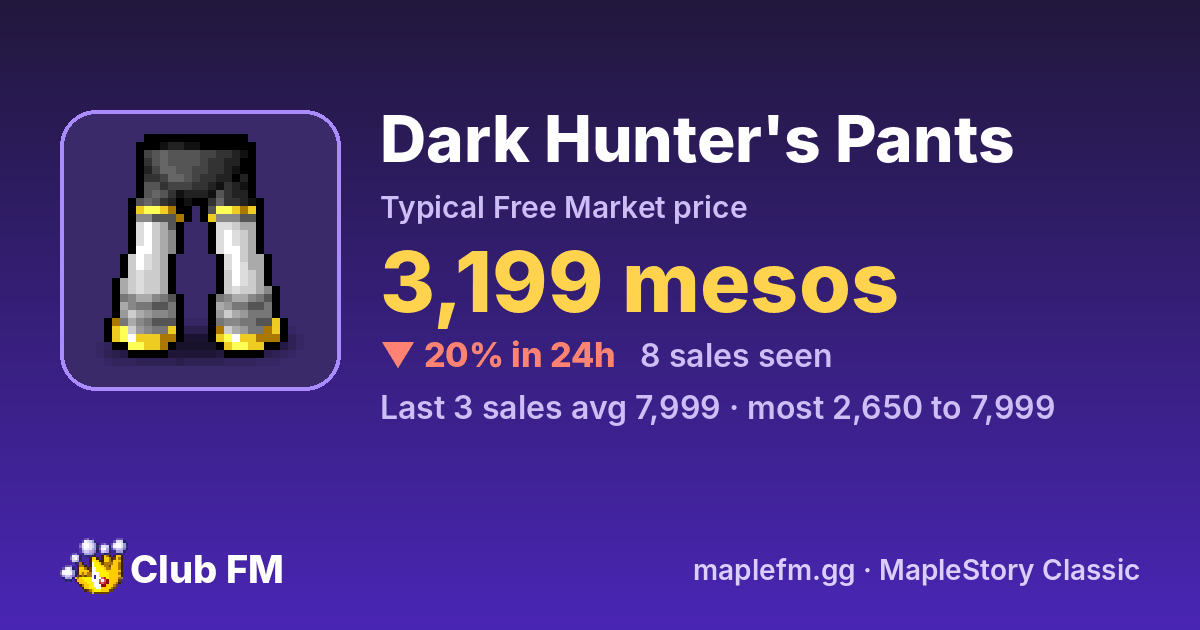 Dark Hunter's Pants
Typical Free Market price
3,199 mesos
▼ 20% in 24h 8 sales seen
Last 3 sales avg 7,999 · most 2,650 to 7,999
Club FM
maplefm.gg · MapleStory Classic